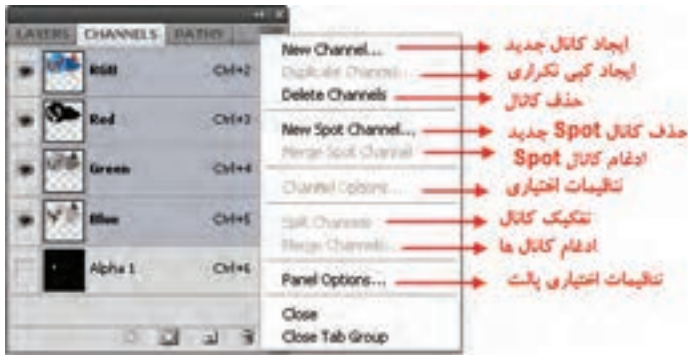 LAYERS CHANNELS PATHS
RGB Ctrl+2
Red Ctrl+3
Green Ctrl+4
Blue Ctrl+5
Alpha 1 Ctrl+6
New Channel... ایجاد کانال جدید
Duplicate Channel... ایجاد کپی تکراری
Delete Channels حذف کانال
New Spot Channel... حذف کانال Spot جدید
Merge Spot Channel ادغام کانال Spot
Channel Options... تنظیمات اختیاری
Split Channels تفکیک کانال
Merge Channels... ادغام کانال ها
Panel Options... تنظیمات اختیاری پالت
Close
Close Tab Group